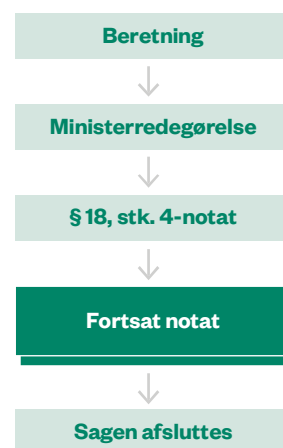 Beretning
Ministerredegørelse
§ 18, stk. 4-notat
Fortsat notat
Sagen afsluttes